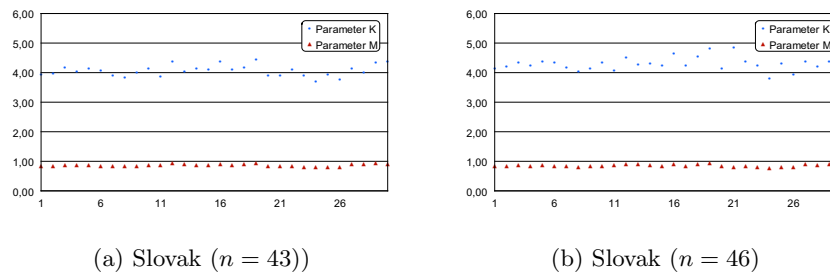 6,00
5,00
4,00
3,00
2,00
1,00
0,00
1 6 11 16 21 26
Parameter K
Parameter M
(a) Slovak (n = 43))
6,00
5,00
4,00
3,00
2,00
1,00
0,00
1 6 11 16 21 26
Parameter K
Parameter M
(b) Slovak (n = 46)